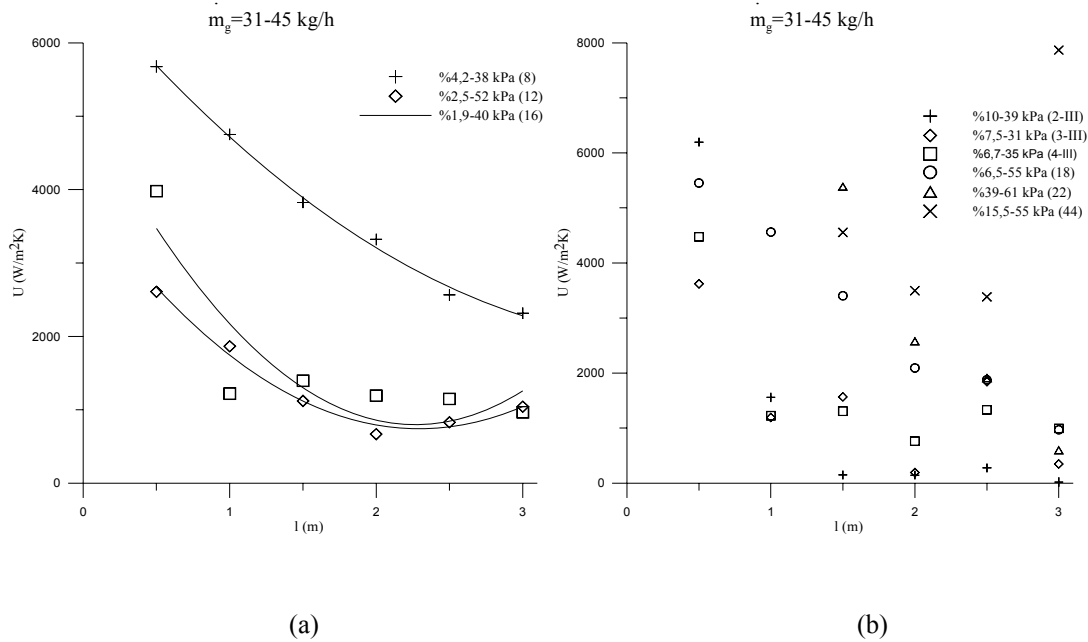 ṁg=31-45 kg/h
6000
4000
2000
0
U (W/m²K)
%4,2-38 kPa (8)
%2,5-52 kPa (12)
%1,9-40 kPa (16)
0 1 2 3
l (m)
(a)
ṁg=31-45 kg/h
8000
6000
4000
2000
0
U (W/m²K)
%10-39 kPa (2-III)
%7,5-31 kPa (3-III)
%6,7-35 kPa (4-III)
%6,5-55 kPa (18)
%39-61 kPa (22)
%15,5-55 kPa (44)
0 1 2 3
l (m)
(b)